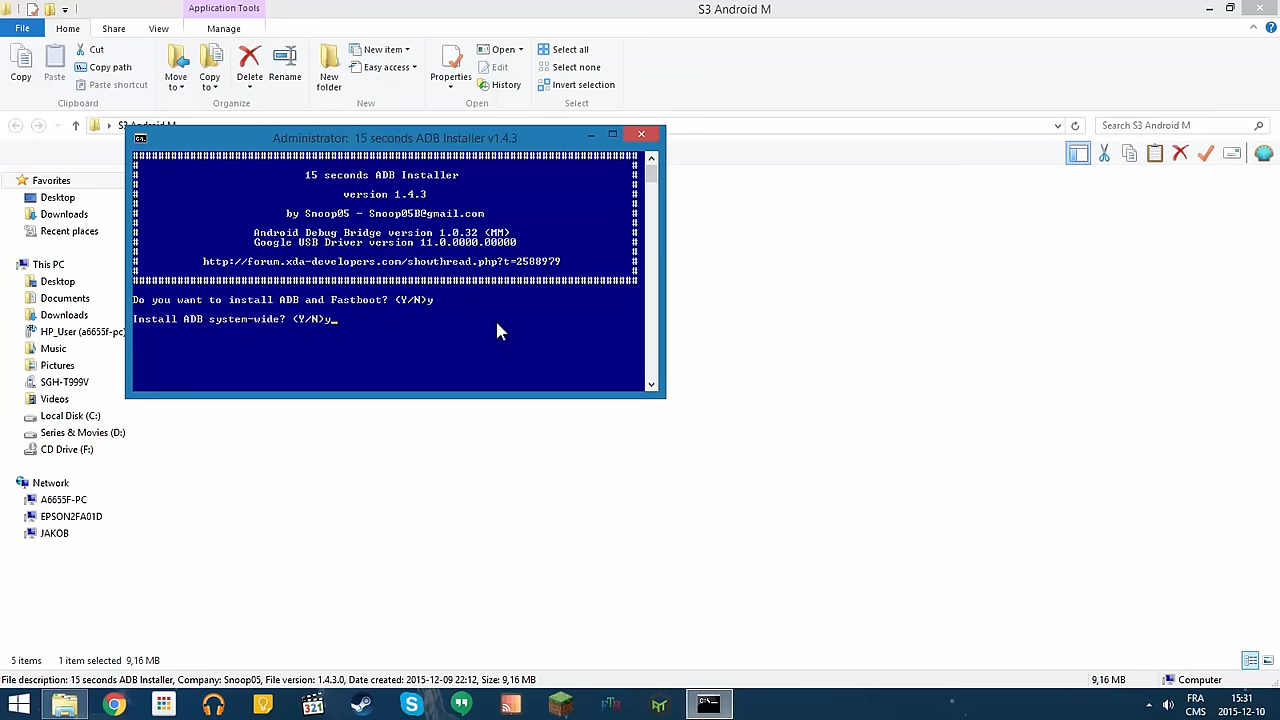 Application Tools
S3 Android M
File
Home
Share
View
Manage
Copy
Paste
Cut
Copy path
Paste shortcut
Clipboard
Move to
Copy to
Delete
Rename
Organize
New folder
New item
Easy access
New
Properties
Open
Edit
History
Open
Select all
Select none
Invert selection
Select
S3 Android M
Search S3 Android M
Administrator: 15 seconds ADB Installer v1.4.3
###############################################################################
15 seconds ADB Installer
version 1.4.3
by Snoop05 - Snoop05B@gmail.com
Android Debug Bridge version 1.0.32 (MM)
Google USB Driver version 11.0.0000.00000
http://forum.xda-developers.com/showthread.php?t=2588979
###############################################################################
Do you want to install ADB and Fastboot? (Y/N)y
Install ADB system-wide? (Y/N)y_
Favorites
Desktop
Downloads
Recent places
This PC
Desktop
Documents
Downloads
HP_User (a6655f-pc)
Music
Pictures
SGH-T999V
Videos
Local Disk (C:)
Series & Movies (D:)
CD Drive (F:)
Network
A6655F-PC
EPSON2FA01D
JAKOB
5 items 1 item selected 9,16 MB
File description: 15 seconds ADB Installer, Company: Snoop05, File version: 1.4.3.0, Date created: 2015-12-09 22:12, Size: 9,16 MB
9,16 MB
Computer
321
FRA
CMS
15:31
2015-12-10